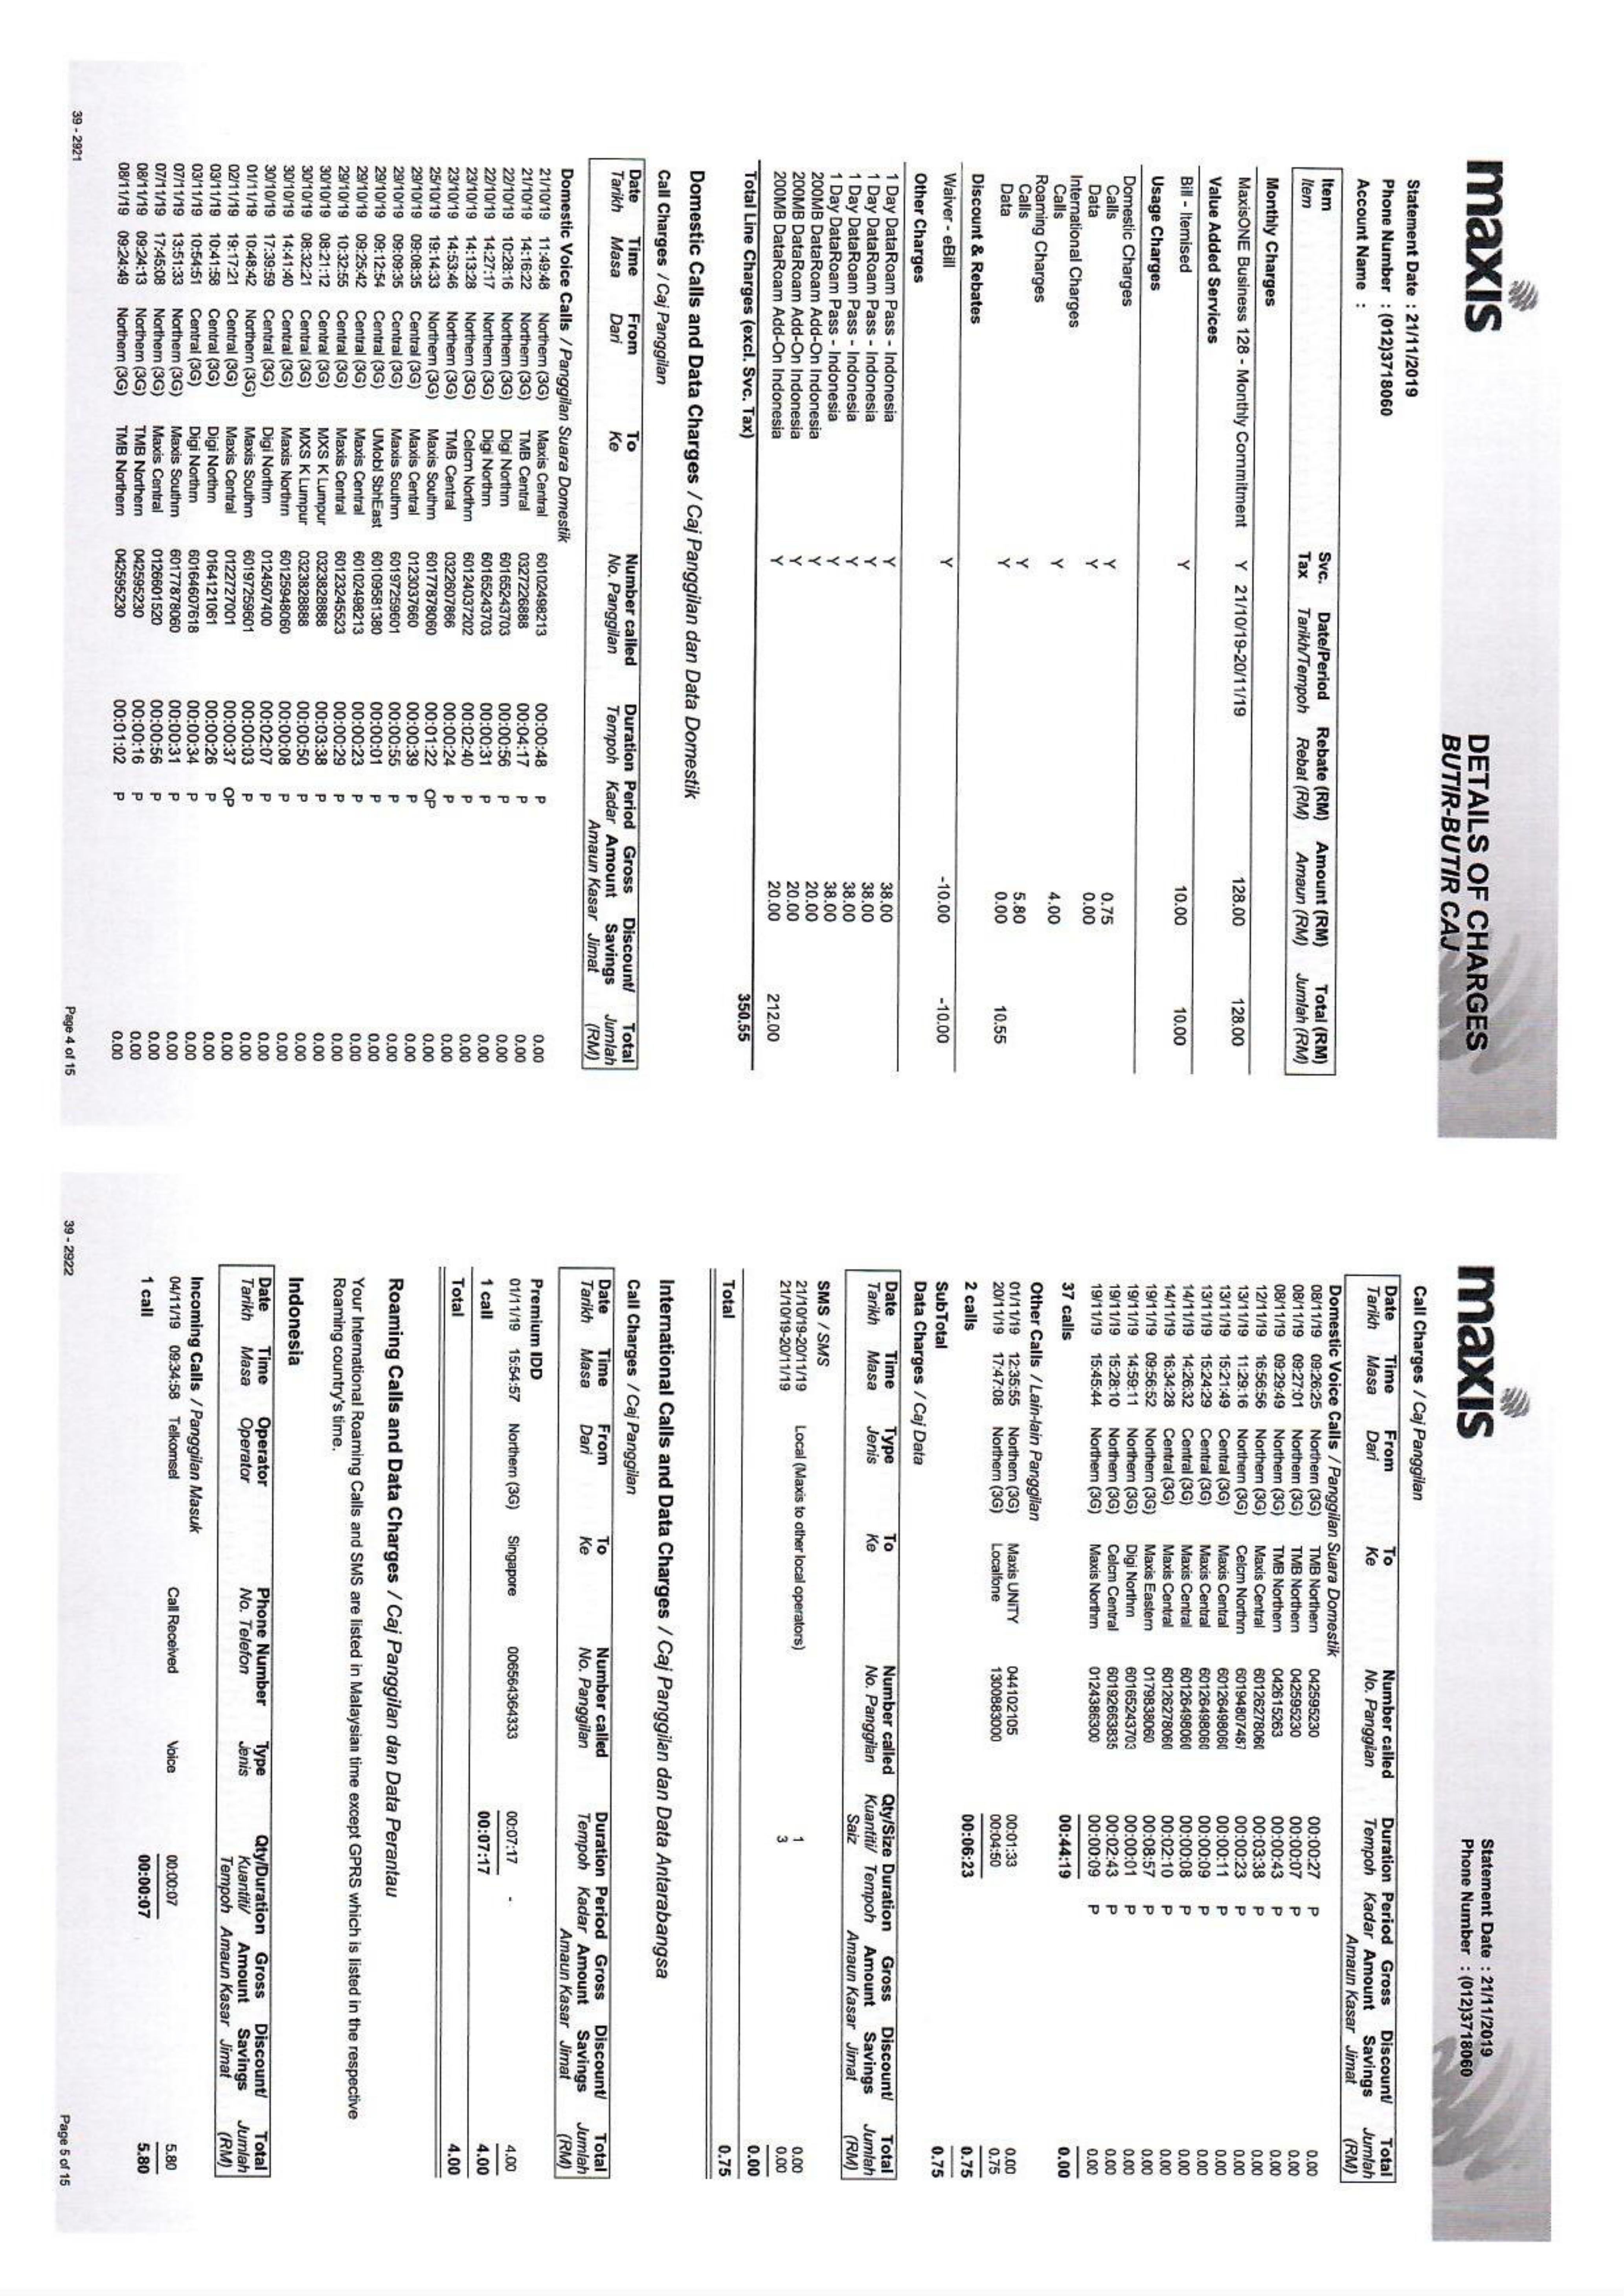 maxis
DETAILS OF CHARGES
BUTIR-BUTIR CAJ
Statement Date : 21/11/2019
Phone Number : (012)3718060
Account Name :
Item Svc. Date/Period Rebate (RM) Amount (RM) Total (RM)
Item Tax Tarikh/Tempoh Rebat (RM) Amaun (RM) Jumlah (RM)
Monthly Charges
MaxisONE Business 128 - Monthly Commitment Y 21/10/19-20/11/19 128.00 128.00
Value Added Services
Bill - Itemised Y 10.00 10.00
Usage Charges
Domestic Charges
Calls Y 0.75
Data Y 0.00
International Charges
Calls Y 4.00
Roaming Charges
Calls Y 5.80
Data Y 0.00 10.55
Discount & Rebates
Waiver - eBill Y -10.00 -10.00
Other Charges
1 Day DataRoam Pass - Indonesia Y 38.00
1 Day DataRoam Pass - Indonesia Y 38.00
1 Day DataRoam Pass - Indonesia Y 38.00
1 Day DataRoam Pass - Indonesia Y 38.00
200MB DataRoam Add-On Indonesia Y 20.00
200MB DataRoam Add-On Indonesia Y 20.00
200MB DataRoam Add-On Indonesia Y 20.00 212.00
Total Line Charges (excl. Svc. Tax) 350.55
Domestic Calls and Data Charges / Caj Panggilan dan Data Domestik
Call Charges / Caj Panggilan
Date Time From To Number called Duration Period Gross Discount/ Total
Tarikh Masa Dari Ke No. Panggilan Tempoh Kadar Amount Savings Jumlah
Amaun Kasar Jimat (RM)
Domestic Voice Calls / Panggilan Suara Domestik
21/10/19 11:49:48 Northern (3G) Maxis Central 60102498213 00:00:48 P 0.00
21/10/19 14:16:22 Northern (3G) TMB Central 0327226888 00:04:17 P 0.00
22/10/19 10:28:16 Northern (3G) Digi Northrn 60165243703 00:00:56 P 0.00
22/10/19 14:27:17 Northern (3G) Digi Northrn 60165243703 00:00:31 P 0.00
23/10/19 14:13:28 Northern (3G) Celcm Northrn 60124037202 00:02:40 P 0.00
23/10/19 14:53:46 Northern (3G) TMB Central 0322607866 00:00:24 P 0.00
25/10/19 19:14:33 Northern (3G) Maxis Southrn 60177878060 00:01:22 OP 0.00
29/10/19 09:08:35 Central (3G) Maxis Central 0123037660 00:00:39 P 0.00
29/10/19 09:09:35 Central (3G) Maxis Southrn 60197259601 00:00:55 P 0.00
29/10/19 09:12:54 Central (3G) UMobl SbhEast 60109581380 00:00:01 P 0.00
29/10/19 09:25:42 Central (3G) Maxis Central 60102498213 00:00:23 P 0.00
29/10/19 10:32:55 Central (3G) Maxis Central 60123245523 00:00:29 P 0.00
30/10/19 08:21:12 Central (3G) MXS K Lumpur 0323828888 00:03:38 P 0.00
30/10/19 08:32:21 Central (3G) MXS K Lumpur 0323828888 00:00:50 P 0.00
30/10/19 14:41:40 Central (3G) Maxis Northrn 60125948060 00:00:08 P 0.00
30/10/19 17:39:59 Central (3G) Digi Northrn 0124507400 00:02:07 P 0.00
01/11/19 10:48:42 Northern (3G) Maxis Southrn 60197259601 00:00:03 P 0.00
02/11/19 19:17:21 Central (3G) Maxis Central 0122727001 00:00:37 OP 0.00
03/11/19 10:41:58 Central (3G) Digi Northrn 0164121061 00:00:26 P 0.00
03/11/19 10:54:51 Central (3G) Digi Northrn 60164607618 00:00:34 P 0.00
07/11/19 13:51:33 Northern (3G) Maxis Southrn 60177878060 00:00:31 P 0.00
07/11/19 17:45:08 Northern (3G) Maxis Central 0126601520 00:00:56 P 0.00
08/11/19 09:24:13 Northern (3G) TMB Northern 042595230 00:00:16 P 0.00
08/11/19 09:24:49 Northern (3G) TMB Northern 042595230 00:01:02 P 0.00
39 - 2921 Page 4 of 15
maxis
Statement Date : 21/11/2019
Phone Number : (012)3718060
Call Charges / Caj Panggilan
Date Time From To Number called Duration Period Gross Discount/ Total
Tarikh Masa Dari Ke No. Panggilan Tempoh Kadar Amount Savings Jumlah
Amaun Kasar Jimat (RM)
Domestic Voice Calls / Panggilan Suara Domestik
08/11/19 09:26:25 Northern (3G) TMB Northern 042595230 00:00:27 P 0.00
08/11/19 09:27:01 Northern (3G) TMB Northern 042595230 00:00:07 P 0.00
08/11/19 09:29:49 Northern (3G) TMB Northern 042615263 00:00:43 P 0.00
12/11/19 16:56:56 Northern (3G) Maxis Central 60126278060 00:03:38 P 0.00
13/11/19 11:29:16 Northern (3G) Celcm Northrn 60194807487 00:00:23 P 0.00
13/11/19 15:21:49 Central (3G) Maxis Central 60126498060 00:00:11 P 0.00
13/11/19 15:24:29 Central (3G) Maxis Central 60126498060 00:00:09 P 0.00
14/11/19 14:26:32 Central (3G) Maxis Central 60126498060 00:00:08 P 0.00
14/11/19 16:34:28 Central (3G) Maxis Central 60126278060 00:02:10 P 0.00
19/11/19 09:56:52 Northern (3G) Maxis Eastern 0179838060 00:08:57 P 0.00
19/11/19 14:59:11 Northern (3G) Digi Northrn 60165243703 00:00:01 P 0.00
19/11/19 15:28:10 Northern (3G) Celcm Central 60192663835 00:02:43 P 0.00
19/11/19 15:45:44 Northern (3G) Maxis Northrn 0124386300 00:00:09 P 0.00
37 calls 00:44:19 0.00
Other Calls / Lain-lain Panggilan
01/11/19 12:35:55 Northern (3G) Maxis UNiTY 044102105 00:01:33 0.00
20/11/19 17:47:08 Northern (3G) Localfone 1300883000 00:04:50 0.75
2 calls 00:06:23 0.75
SubTotal 0.75
Data Charges / Caj Data
Date Time Type To Number called Qty/Size Duration Gross Discount/ Total
Tarikh Masa Jenis Ke No. Panggilan Kuantiti/ Tempoh Amount Savings Jumlah
Saiz Amaun Kasar Jimat (RM)
SMS / SMS
21/10/19-20/11/19 Local (Maxis to other local operators) 1 0.00
21/10/19-20/11/19 3 0.00
0.00
Total 0.75
International Calls and Data Charges / Caj Panggilan dan Data Antarabangsa
Call Charges / Caj Panggilan
Date Time From To Number called Duration Period Gross Discount/ Total
Tarikh Masa Dari Ke No. Panggilan Tempoh Kadar Amount Savings Jumlah
Amaun Kasar Jimat (RM)
Premium IDD
01/11/19 15:54:57 Northern (3G) Singapore 006564364333 00:07:17 - 4.00
1 call 00:07:17 4.00
Total 4.00
Roaming Calls and Data Charges / Caj Panggilan dan Data Perantau
Your International Roaming Calls and SMS are listed in Malaysian time except GPRS which is listed in the respective
Roaming country's time.
Indonesia
Date Time Operator Phone Number Type Qty/Duration Gross Discount/ Total
Tarikh Masa Operator No. Telefon Jenis Kuantiti/ Amount Savings Jumlah
Tempoh Amaun Kasar Jimat (RM)
Incoming Calls / Panggilan Masuk
04/11/19 09:34:58 Telkomsel Call Received Voice 00:00:07 5.80
1 call 00:00:07 5.80
39 - 2922 Page 5 of 15